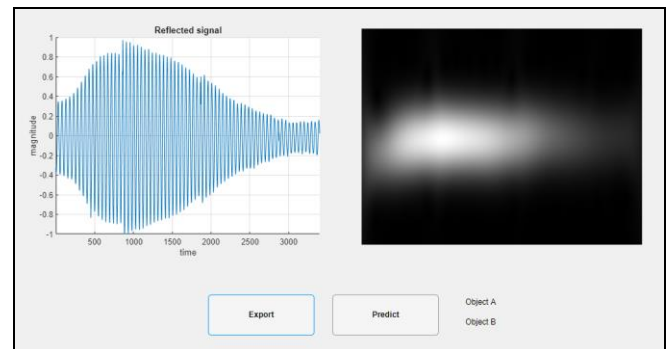 Reflected signal
1
0.8
0.6
0.4
0.2
0
-0.2
-0.4
-0.6
-0.8
-1
magnitude
500 1000 1500 2000 2500 3000
time
Export
Predict
Object A
Object B